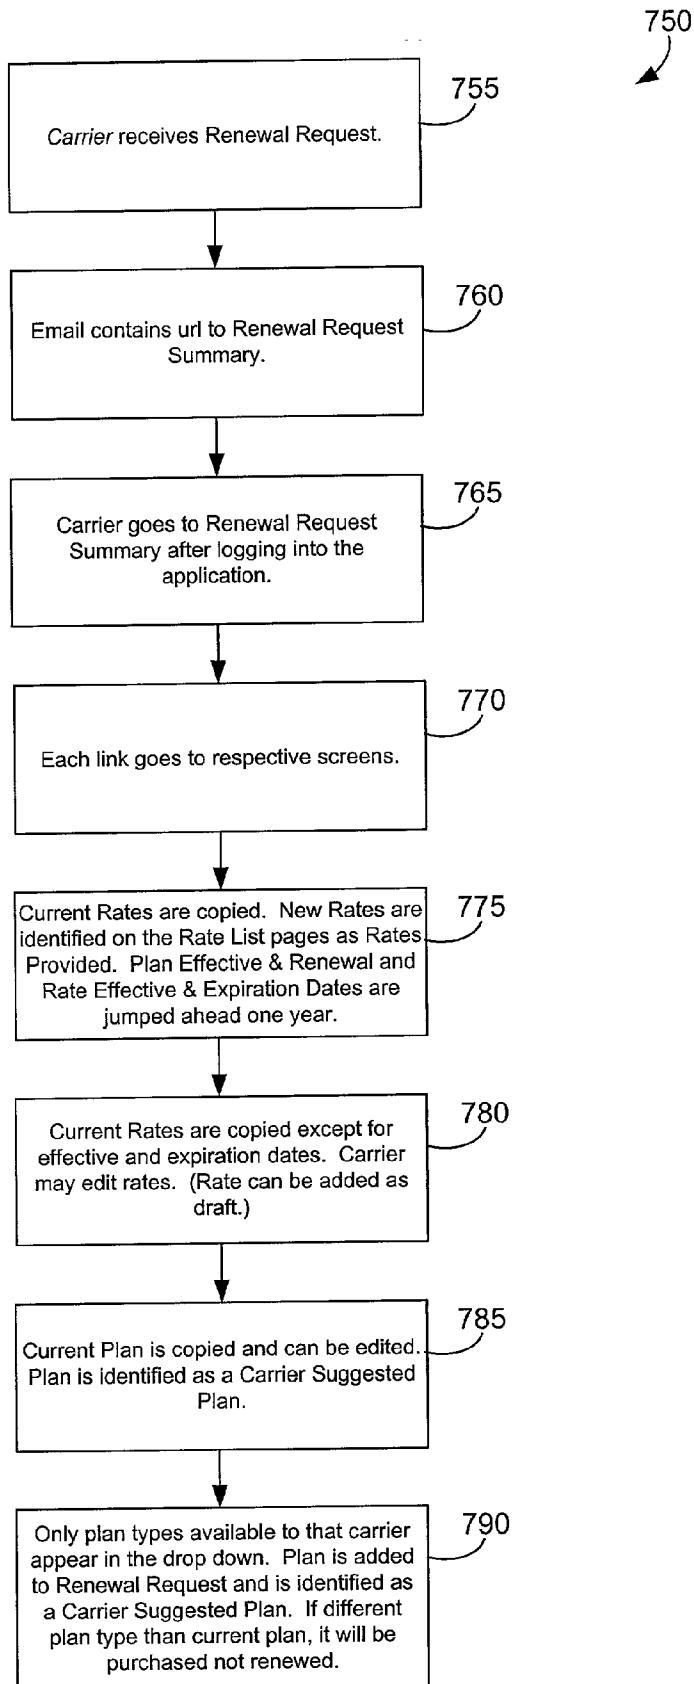 750
755
Carrier receives Renewal Request.
760
Email contains url to Renewal Request
Summary.
765
Carrier goes to Renewal Request
Summary after logging into the
application.
770
Each link goes to respective screens.
775
Current Rates are copied. New Rates are
identified on the Rate List pages as Rates
Provided. Plan Effective & Renewal and
Rate Effective & Expiration Dates are
jumped ahead one year.
780
Current Rates are copied except for
effective and expiration dates. Carrier
may edit rates. (Rate can be added as
draft.)
785
Current Plan is copied and can be edited.
Plan is identified as a Carrier Suggested
Plan.
790
Only plan types available to that carrier
appear in the drop down. Plan is added
to Renewal Request and is identified as
a Carrier Suggested Plan. If different
plan type than current plan, it will be
purchased not renewed.